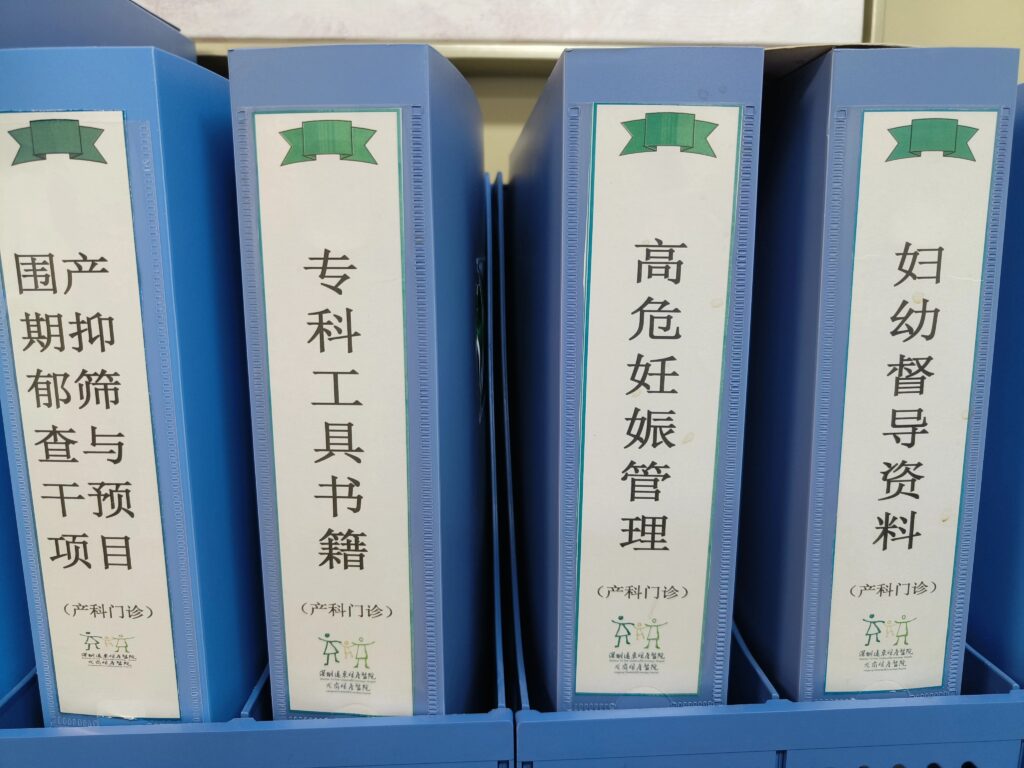 围产
期抑
郁筛
查与
干预
项目
（产科门诊）
专科工具书籍
（产科门诊）
高危妊娠管理
（产科门诊）
妇幼督导资料
（产科门诊）